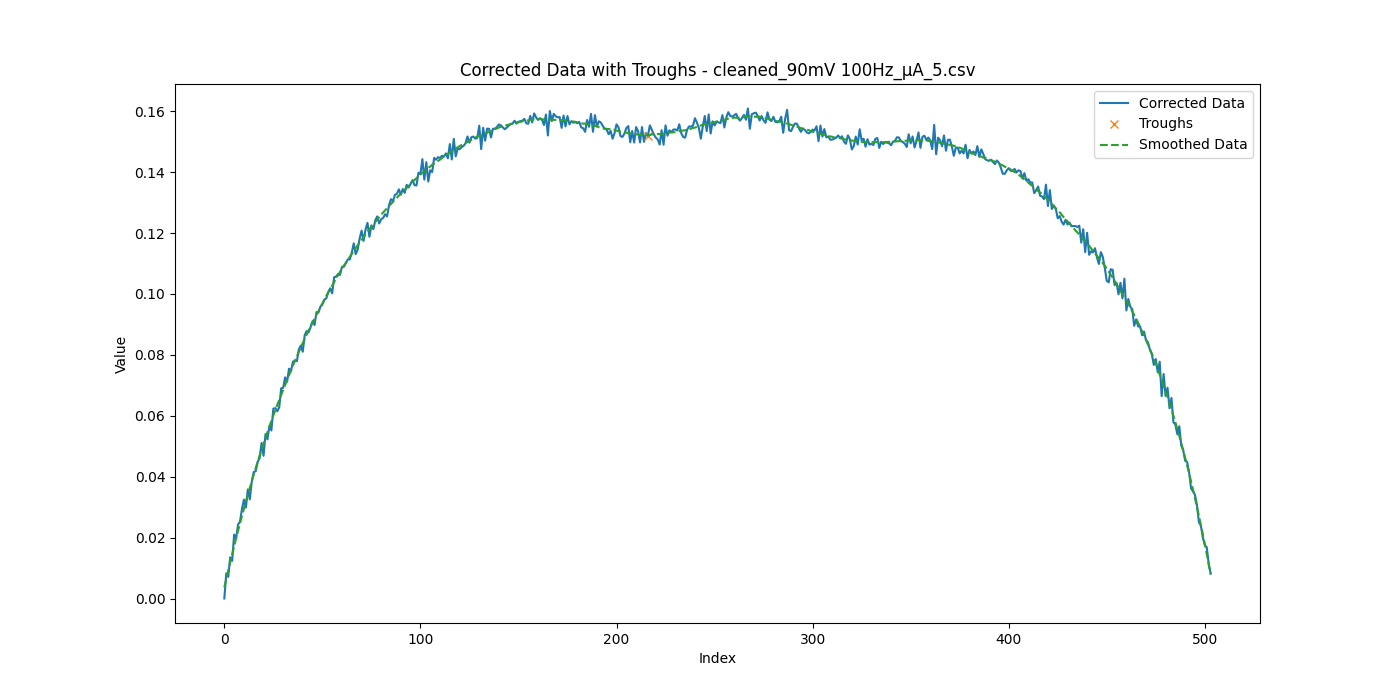 Corrected Data with Troughs - cleaned_90mV 100Hz_µA_5.csv
Corrected Data
Troughs
Smoothed Data
Value
0.16
0.14
0.12
0.10
0.08
0.06
0.04
0.02
0.00
0 100 200 300 400 500
Index